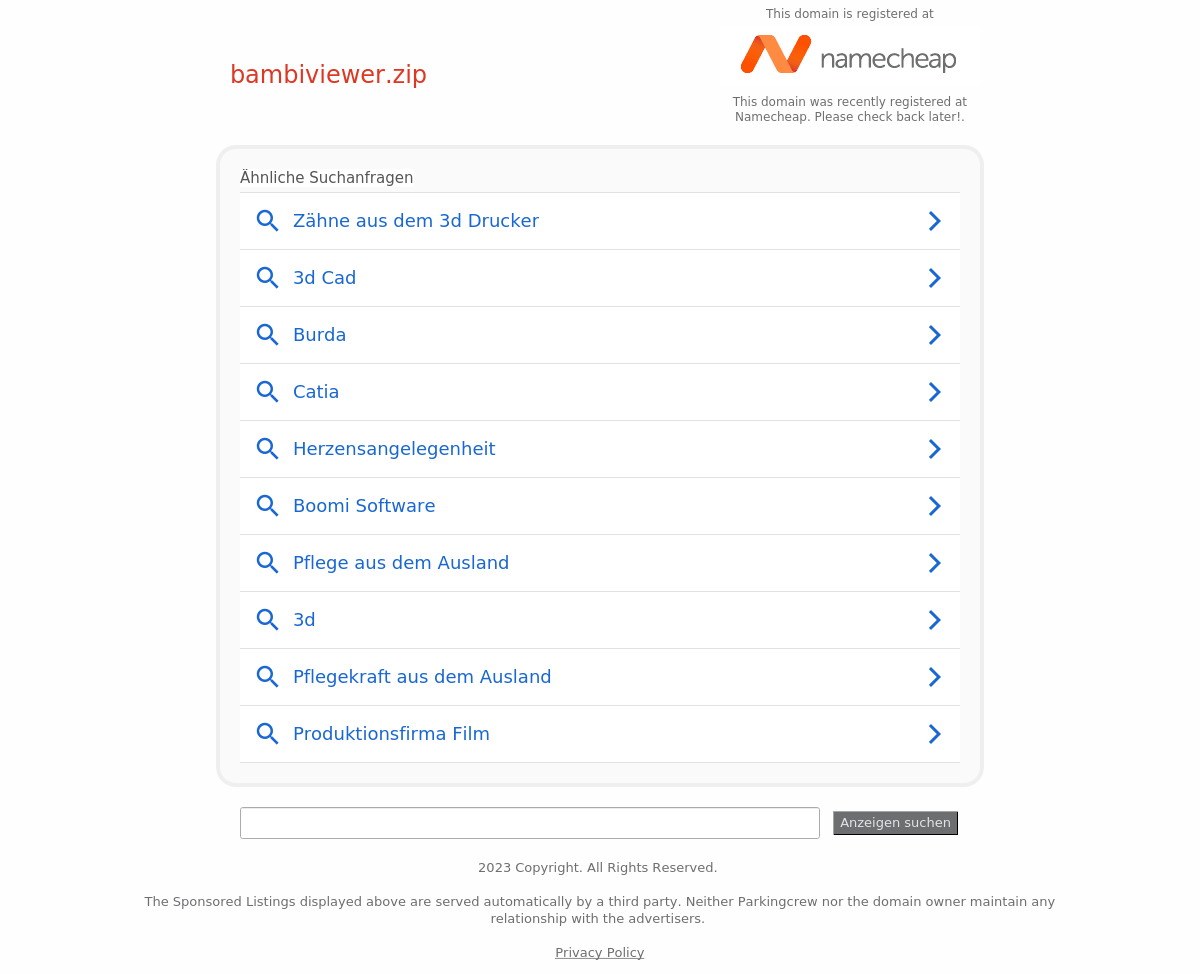 This domain is registered at
namecheap
bambiviewer.zip
This domain was recently registered at
Namecheap. Please check back later!.
Ähnliche Suchanfragen
Zähne aus dem 3d Drucker
3d Cad
Burda
Catia
Herzensangelegenheit
Boomi Software
Pflege aus dem Ausland
3d
Pflegekraft aus dem Ausland
Produktionsfirma Film
Anzeigen suchen
2023 Copyright. All Rights Reserved.
The Sponsored Listings displayed above are served automatically by a third party. Neither Parkingcrew nor the domain owner maintain any
relationship with the advertisers.
Privacy Policy